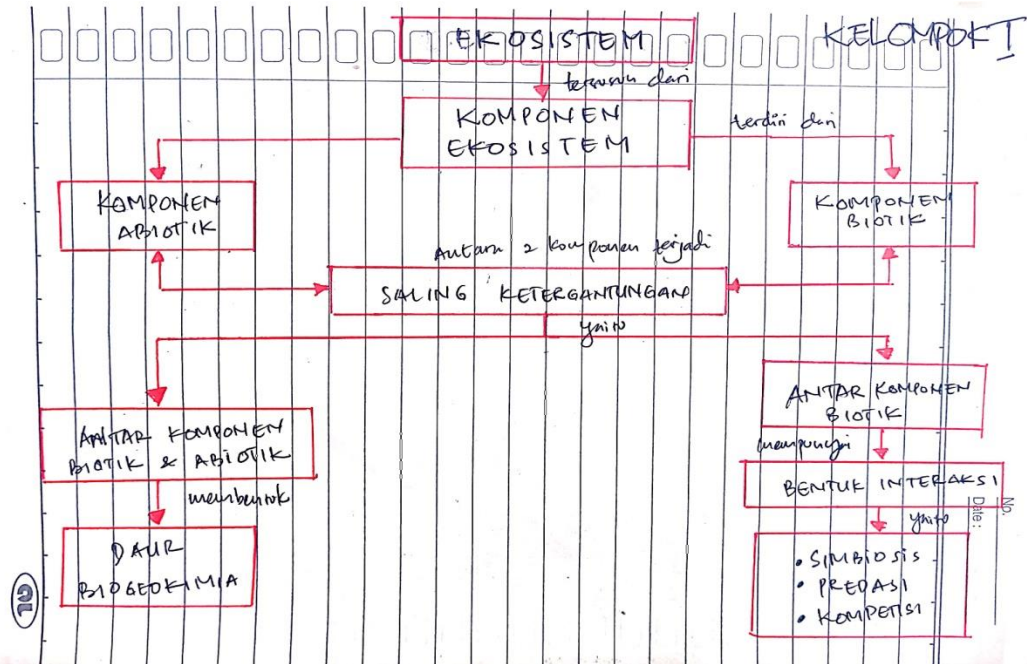 EKOSISTEM
KELOMPOK I
tersusun dari
KOMPONEN
EKOSISTEM
terdiri dari
KOMPONEN
ABIOTIK
KOMPONEN
BIOTIK
Antara 2 komponen terjadi
SALING KETERGANTUNGAN
yaitu
ANTAR KOMPONEN
BIOTIK & ABIOTIK
ANTAR KOMPONEN
BIOTIK
membentuk
mempunyai
BENTUK INTERAKSI
DAUR
BIOGEOKIMIA
yaitu
• SIMBIOSIS
• PREDASI
• KOMPETISI
No.
Date: